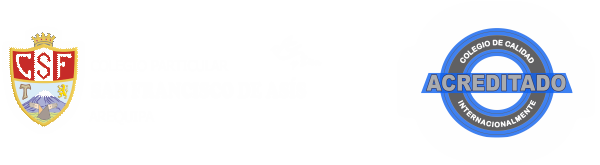 CSF
COLEGIO DE CALIDAD
ACREDITADO
INTERNACIONALMENTE